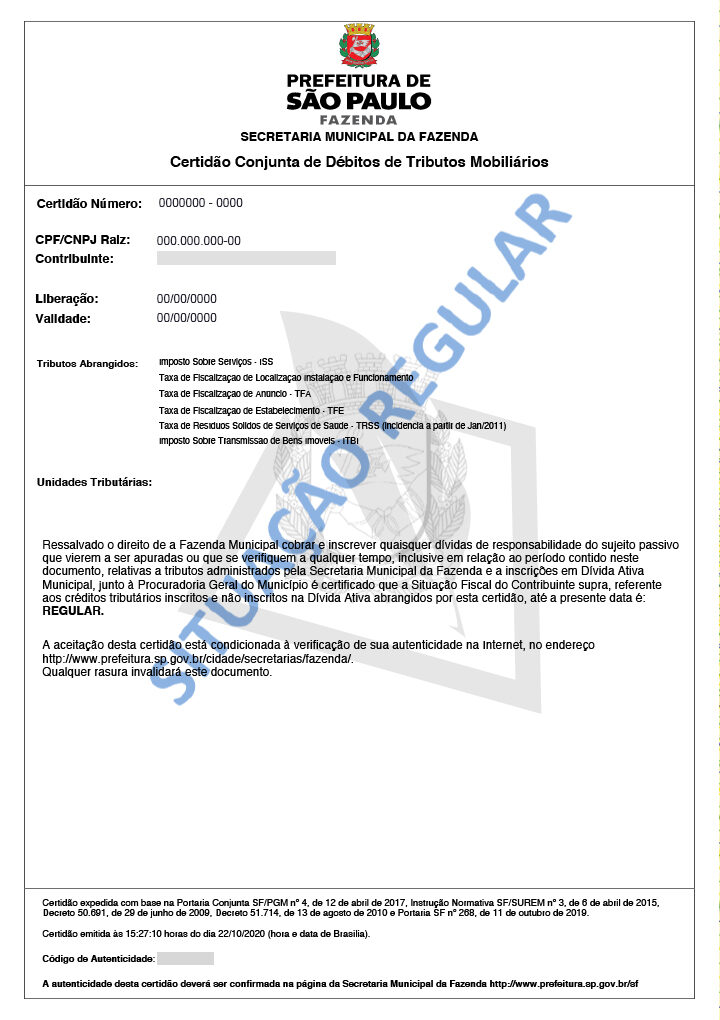 PREFEITURA DE
SÃO PAULO
FAZENDA
SECRETARIA MUNICIPAL DA FAZENDA
Certidão Conjunta de Débitos de Tributos Mobiliários
Certidão Número: 0000000 - 0000
CPF/CNPJ Raiz: 000.000.000-00
Contribuinte:
Liberação: 00/00/0000
Validade: 00/00/0000
Tributos Abrangidos: Imposto Sobre Serviços - ISS
Taxa de Fiscalização de Localização Instalação e Funcionamento
Taxa de Fiscalização de Anúncio - TFA
Taxa de Fiscalização de Estabelecimento - TFE
Taxa de Resíduos Sólidos de Serviços de Saúde - TRSS (incidência a partir de Jan/2011)
Imposto Sobre Transmissão de Bens Imóveis - ITBI
Unidades Tributárias:
SITUAÇÃO REGULAR
Ressalvado o direito de a Fazenda Municipal cobrar e inscrever quaisquer dívidas de responsabilidade do sujeito passivo
que vierem a ser apuradas ou que se verifiquem a qualquer tempo, inclusive em relação ao período contido neste
documento, relativas a tributos administrados pela Secretaria Municipal da Fazenda e a inscrições em Dívida Ativa
Municipal, junto à Procuradoria Geral do Município é certificado que a Situação Fiscal do Contribuinte supra, referente
aos créditos tributários inscritos e não inscritos na Dívida Ativa abrangidos por esta certidão, até a presente data é:
REGULAR.
A aceitação desta certidão está condicionada à verificação de sua autenticidade na Internet, no endereço
http://www.prefeitura.sp.gov.br/cidade/secretarias/fazenda/.
Qualquer rasura invalidará este documento.
Certidão expedida com base na Portaria Conjunta SF/PGM nº 4, de 12 de abril de 2017, Instrução Normativa SF/SUREM nº 3, de 6 de abril de 2015,
Decreto 50.691, de 29 de junho de 2009, Decreto 51.714, de 13 de agosto de 2010 e Portaria SF nº 268, de 11 de outubro de 2019.
Certidão emitida às 15:27:10 horas do dia 22/10/2020 (hora e data de Brasília).
Código de Autenticidade:
A autenticidade desta certidão deverá ser confirmada na página da Secretaria Municipal da Fazenda http://www.prefeitura.sp.gov.br/sf